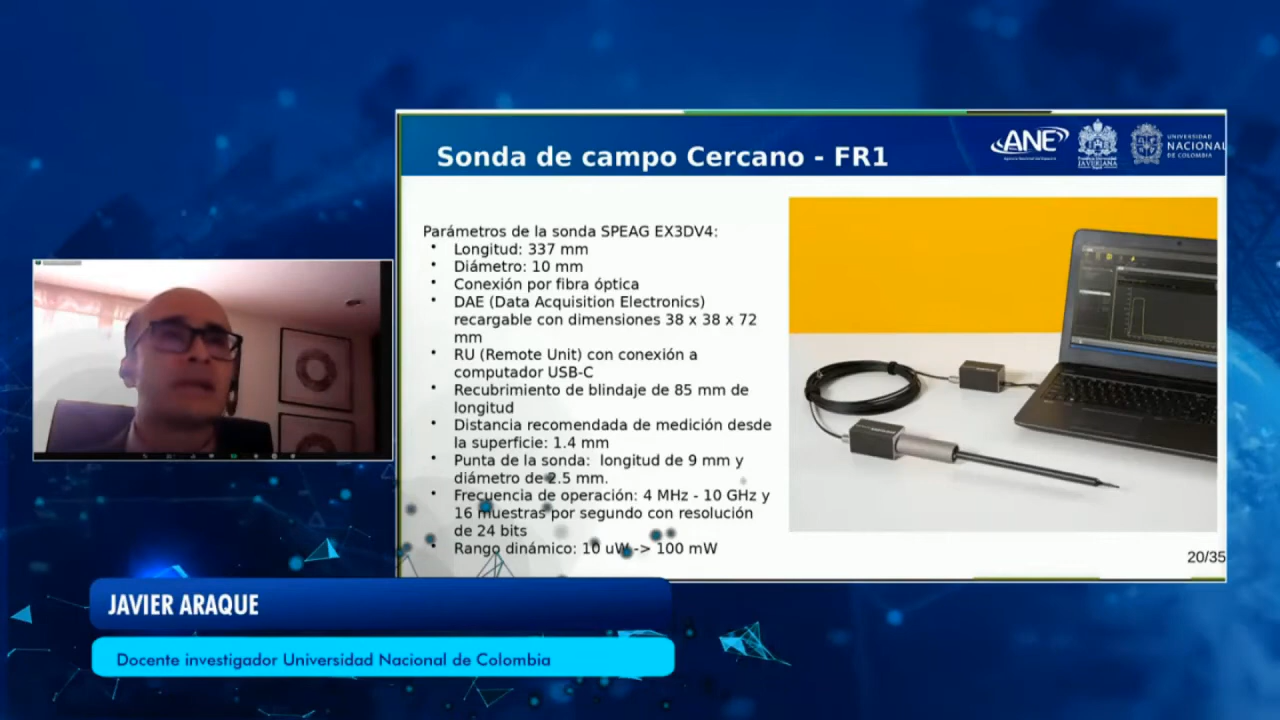 Sonda de campo Cercano - FR1
ANE
UNIVERSIDAD
NACIONAL
DE COLOMBIA
Parámetros de la sonda SPEAG EX3DV4:
• Longitud: 337 mm
• Diámetro: 10 mm
• Conexión por fibra óptica
• DAE (Data Acquisition Electronics)
recargable con dimensiones 38 x 38 x 72
mm
• RU (Remote Unit) con conexión a
computador USB-C
• Recubrimiento de blindaje de 85 mm de
longitud
• Distancia recomendada de medición desde
la superficie: 1.4 mm
• Punta de la sonda: longitud de 9 mm y
diámetro de 2.5 mm.
• Frecuencia de operación: 4 MHz - 10 GHz y
16 muestras por segundo con resolución
de 24 bits
• Rango dinámico: 10 uW -> 100 mW
20/35
JAVIER ARAQUE
Docente investigador Universidad Nacional de Colombia